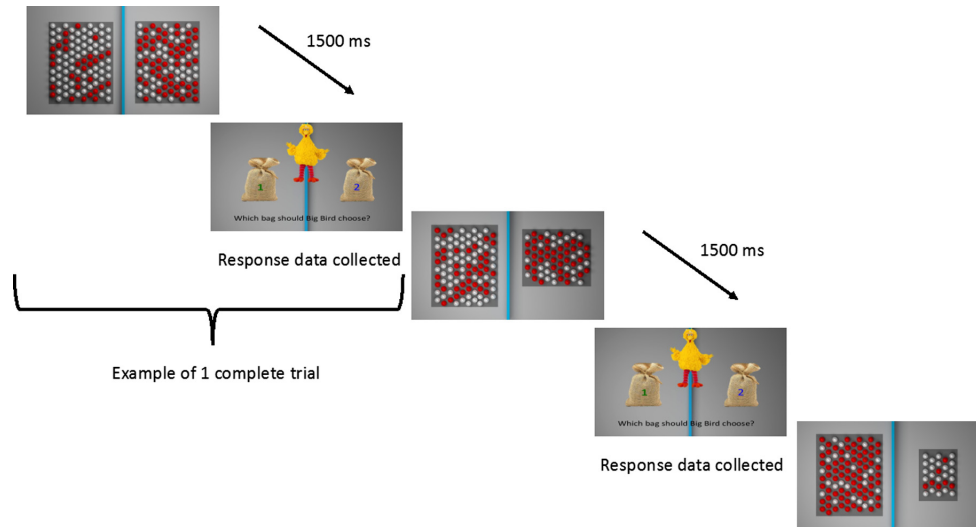 1500 ms
1
2
Which bag should Big Bird choose?
Response data collected
1500 ms
Example of 1 complete trial
1
2
Which bag should Big Bird choose?
Response data collected